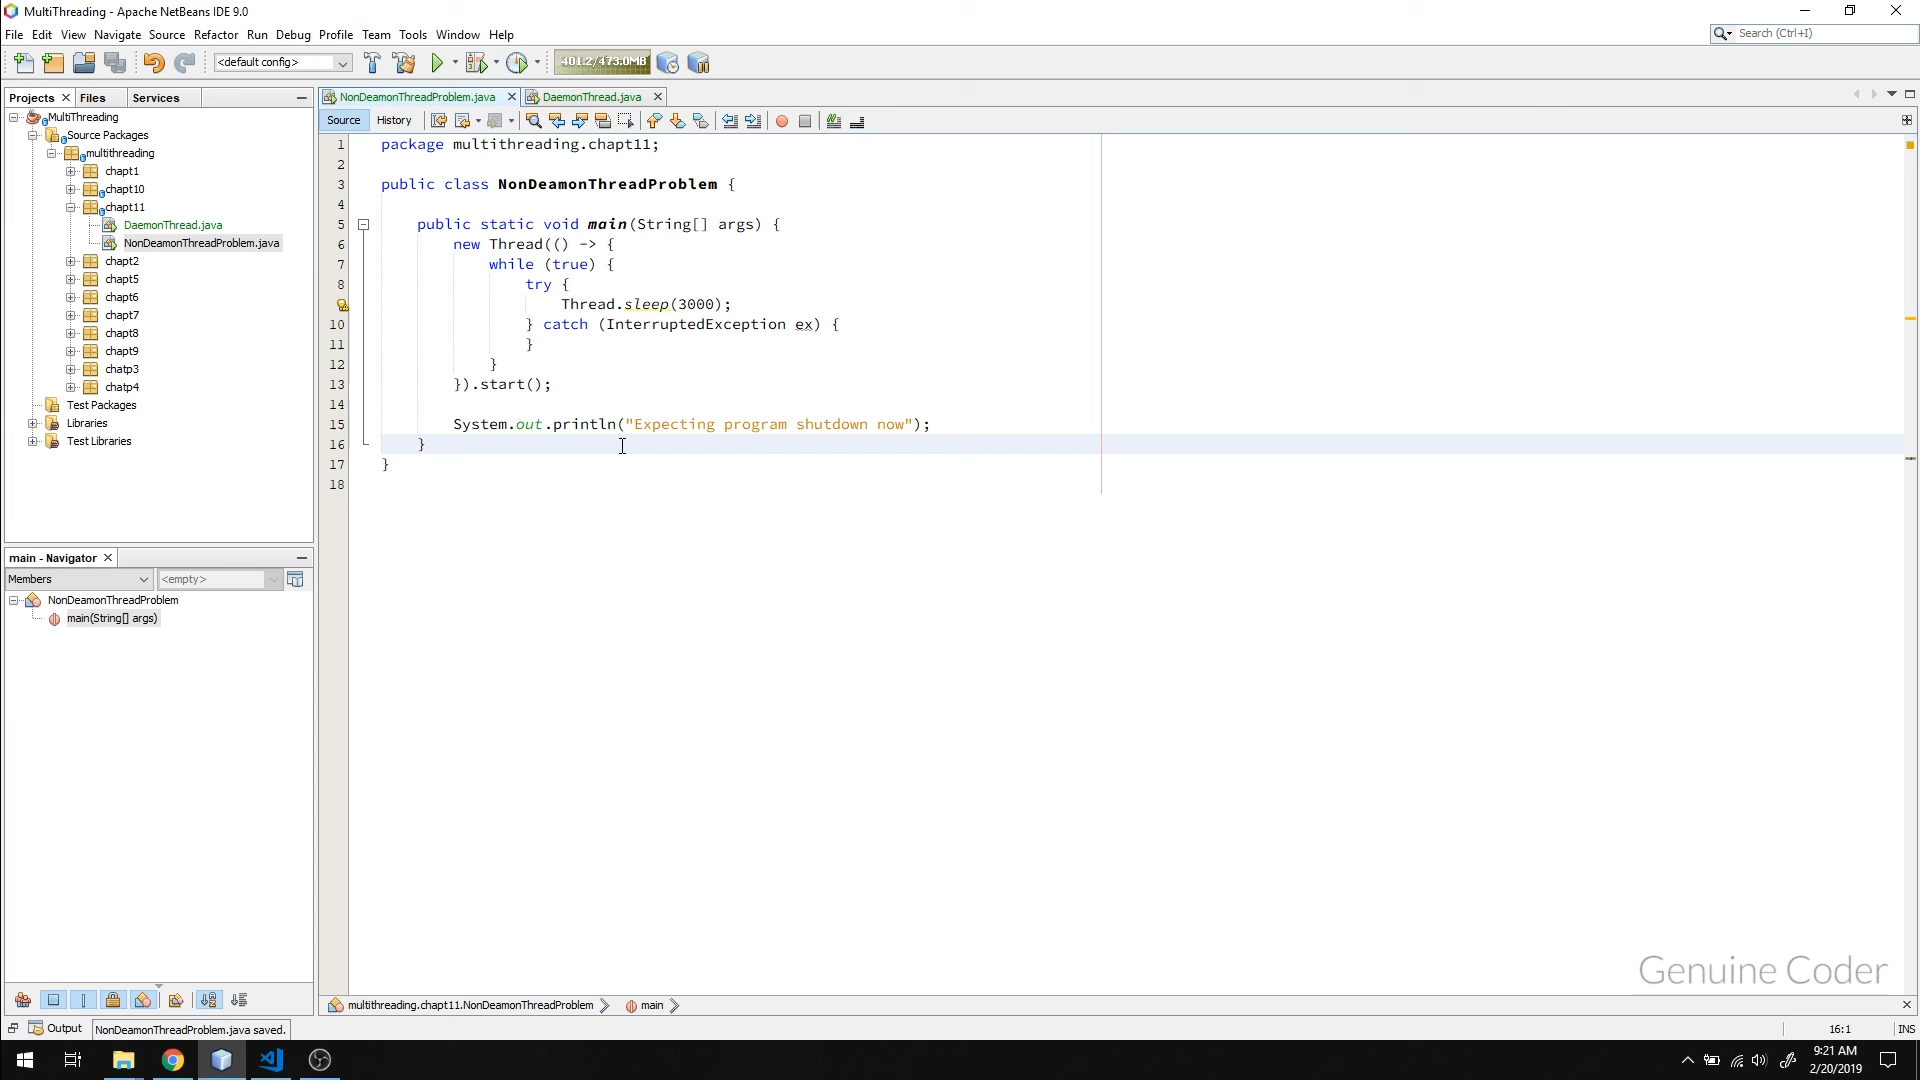 MultiThreading - Apache NetBeans IDE 9.0
File Edit View Navigate Source Refactor Run Debug Profile Team Tools Window Help
Search (Ctrl+I)
<default config>
401.2/473.0MB
Projects Files Services
NonDeamonThreadProblem.java DaemonThread.java
Source History
MultiThreading
Source Packages
multithreading
chapt1
chapt10
chapt11
DaemonThread.java
NonDeamonThreadProblem.java
chapt2
chapt5
chapt6
chapt7
chapt8
chapt9
chatp3
chatp4
Test Packages
Libraries
Test Libraries
1 package multithreading.chapt11;
2
3 public class NonDeamonThreadProblem {
4
5 public static void main(String[] args) {
6 new Thread(() -> {
7 while (true) {
8 try {
Thread.sleep(3000);
10 } catch (InterruptedException ex) {
11 }
12 }
13 }).start();
14
15 System.out.println("Expecting program shutdown now");
16 }
17 }
18
main - Navigator
Members <empty>
NonDeamonThreadProblem
main(String[] args)
Genuine Coder
multithreading.chapt11.NonDeamonThreadProblem main
Output NonDeamonThreadProblem.java saved. 16:1 INS
9:21 AM
2/20/2019